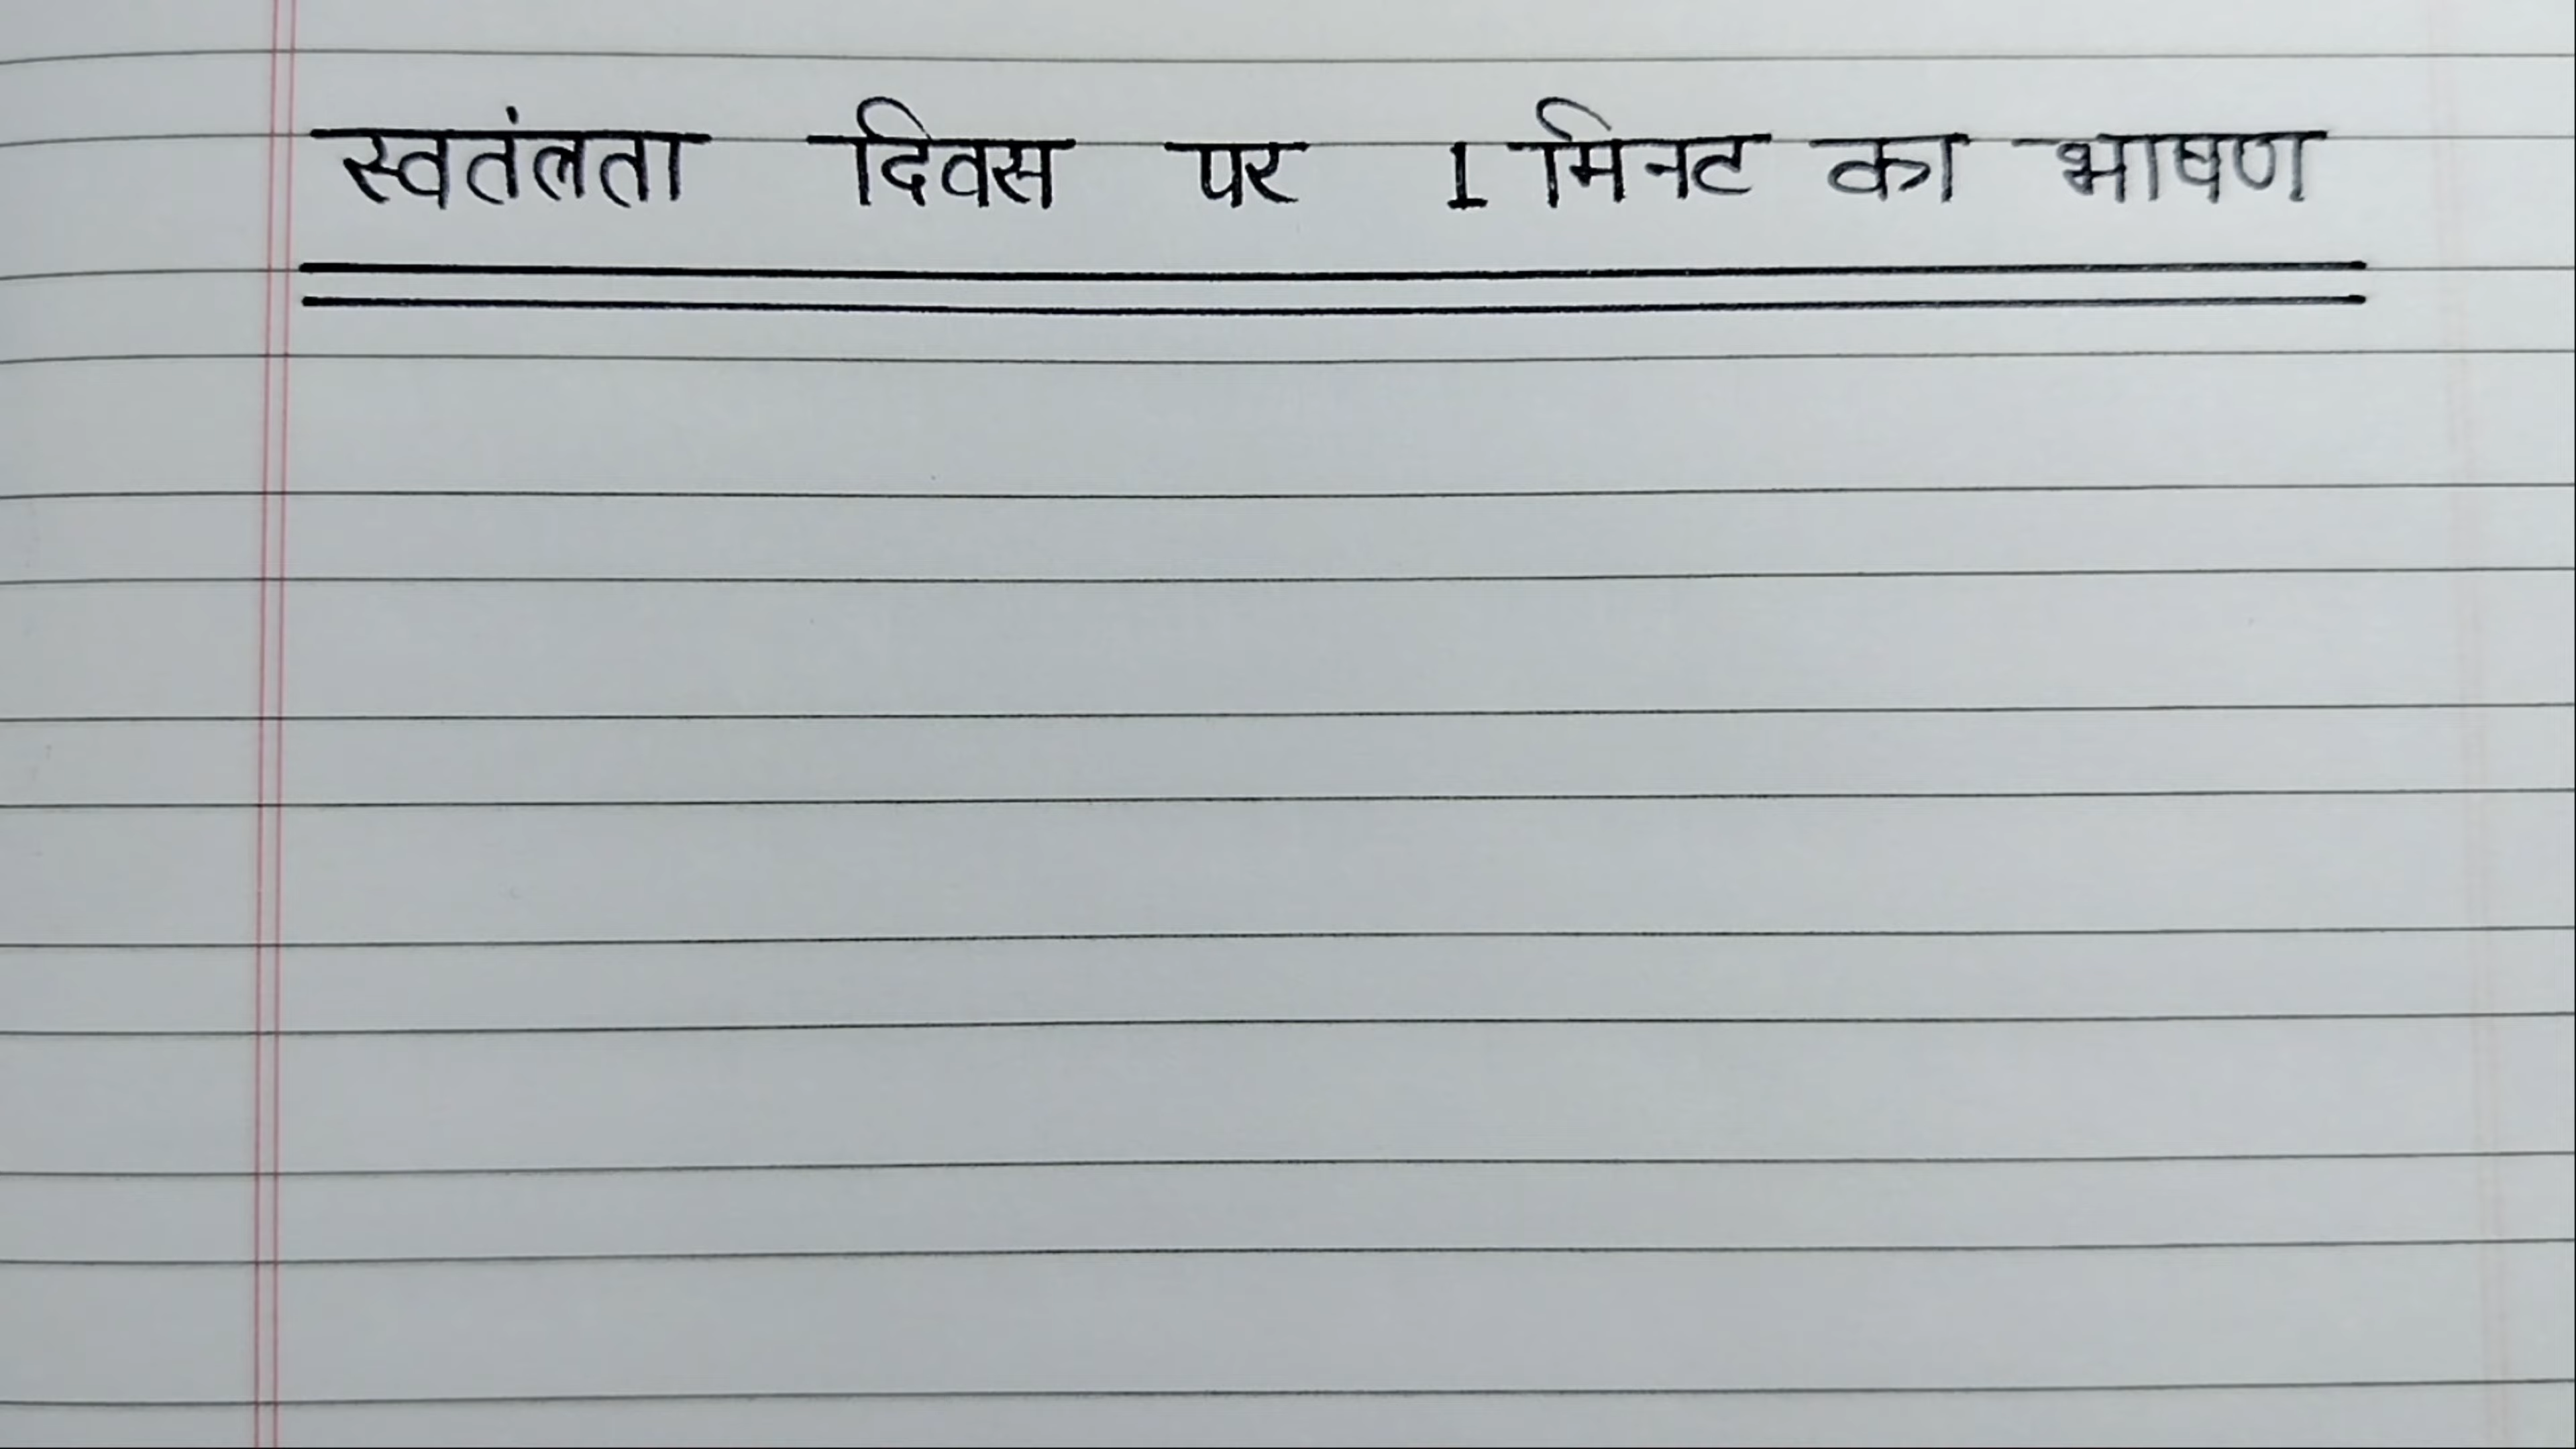 स्वतंत्रता दिवस पर 1 मिनट का भाषण